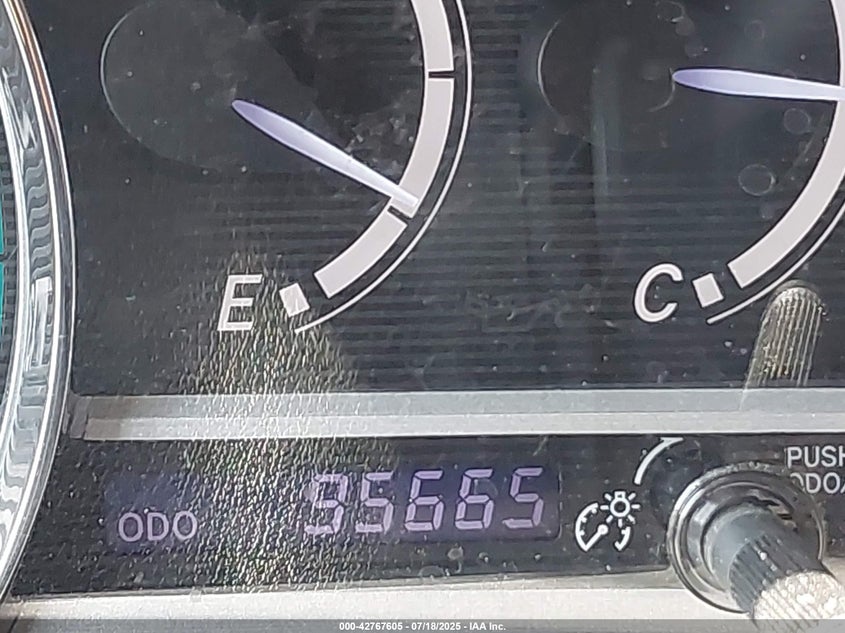 E
C
ODO
95665
PUSH
ODO/
000-42767605 - 07/18/2025 - IAA Inc.